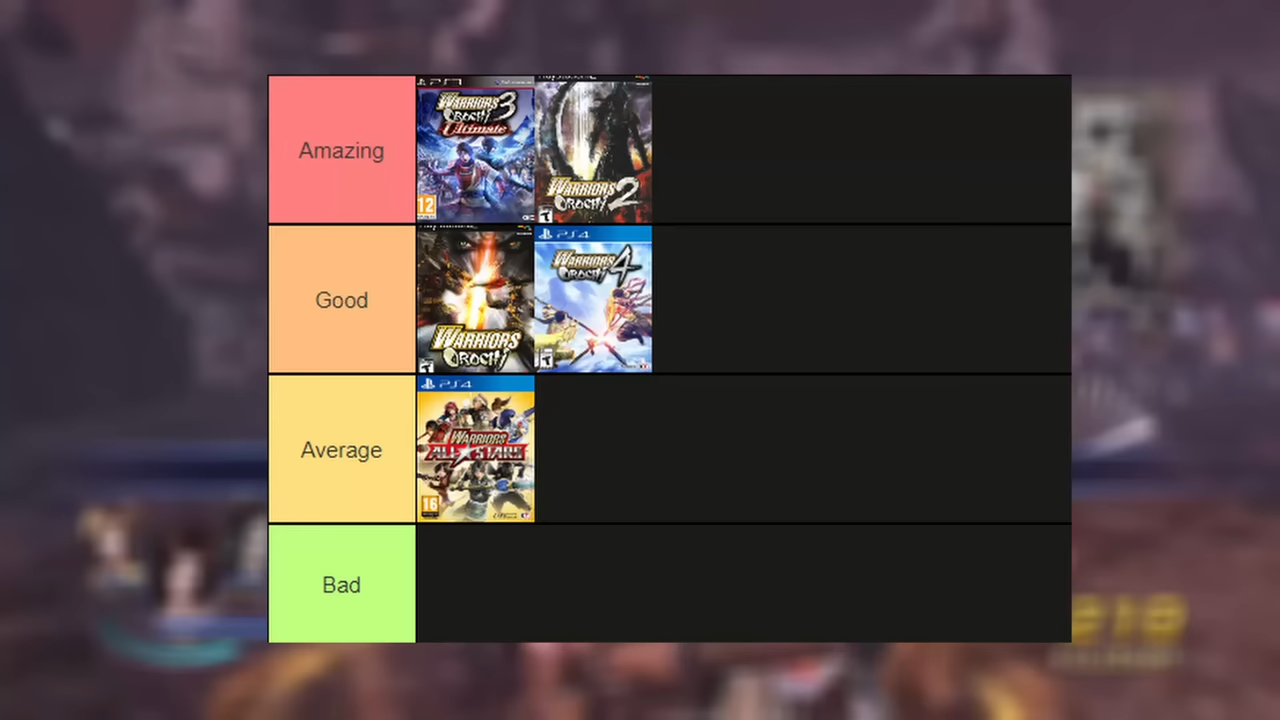 Amazing
PS3
WARRIORS
OROCHI 3
Ultimate
12
WARRIORS
OROCHI 2
T
Good
WARRIORS
OROCHI
T
PS4
WARRIORS
OROCHI 4
T
Average
PS4
WARRIORS
ALL★STARS
16
Bad